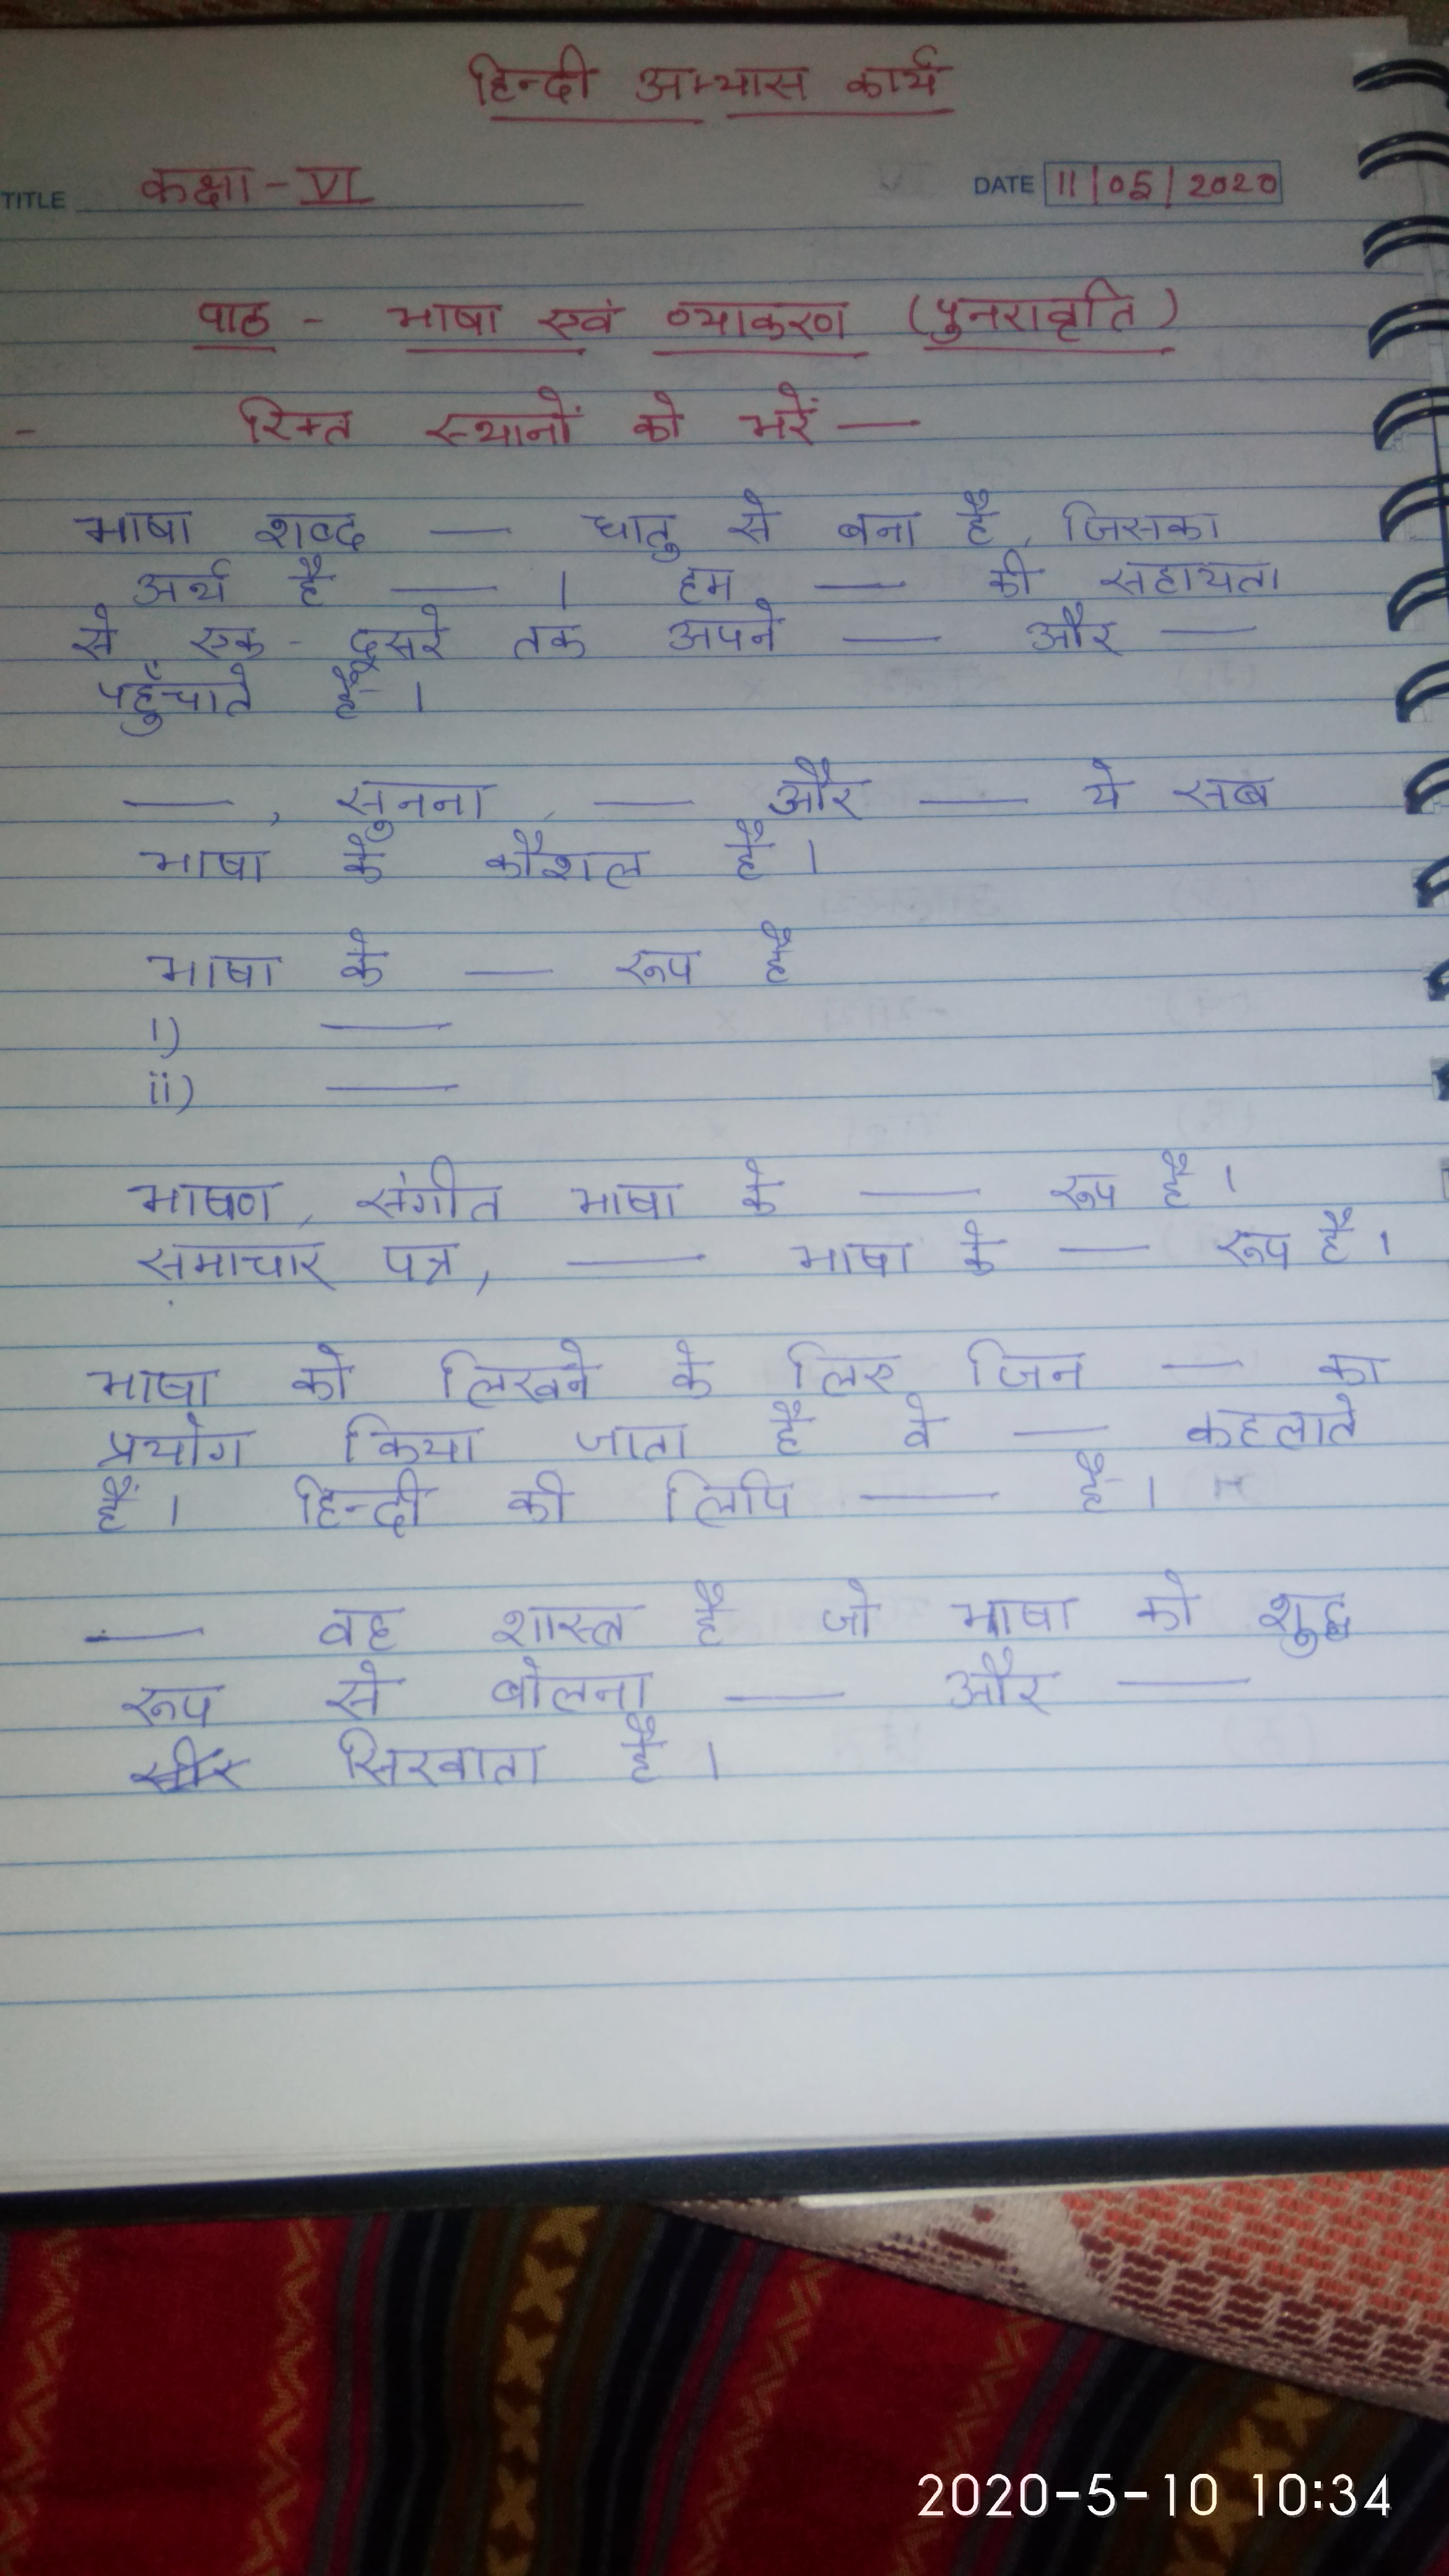 हिन्दी अभ्यास कार्य
TITLE कक्षा - VI DATE 11/05/2020
पाठ - भाषा एवं व्याकरण (पुनरावृति)
- रिक्त स्थानों को भरें —
भाषा शब्द — धातु से बना है, जिसका
अर्थ है — । हम — की सहायता
से एक - दूसरे तक अपने — और —
पहुँचाते हैं ।
—, सुनना, — और — ये सब
भाषा के कौशल हैं ।
भाषा के — रूप हैं
i) —
ii) —
भाषण, संगीत भाषा के — रूप हैं ।
समाचार पत्र, — भाषा के — रूप हैं ।
भाषा को लिखने के लिए जिन — का
प्रयोग किया जाता है वे — कहलाते
हैं । हिन्दी की लिपि — है ।
— वह शास्त्र है जो भाषा को शुद्ध
रूप से बोलना — और —
सिखाता है ।
2020-5-10 10:34